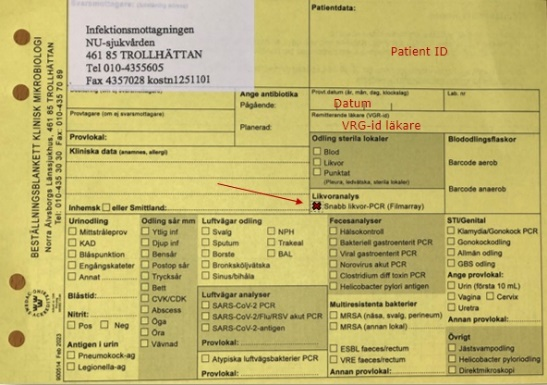 Svarsmottagare:
Infektionsmottagningen
NU-sjukvården
461 85 TROLLHÄTTAN
Tel 010-4355605
Fax 4357028 kostn1251101
Patientdata:
Patient ID
BESTÄLLNINGSBLANKETT KLINISK MIKROBIOLOGI
Norra Älvsborgs Länssjukhus, 461 85 TROLLHÄTTAN
Tel: 010-435 30 30 Fax: 010-435 70 89
900514 Feb 2023
Beställning (om ej svarsmottagare)
Ange antibiotika
Pågående:
Planerad:
Provtagare (om ej svarsmottagare)
Provlokal:
Prov.datum (år, mån, dag, klockslag)
Lab. nr
Datum
Remitterande läkare (VGR-id)
VRG-id läkare
Kliniska data (anamnes, allergi)
Inhemsk eller Smittland:
Odling sterila lokaler
Blod
Likvor
Punktat
(Pleura, ledvätska, sterila lokaler)
Likvoranalys
Snabb likvor-PCR (Filmarray)
Blododlingsflaskor
Barcode aerob
Barcode anaerob
Urinodling
Mittstråleprov
KAD
Blåspunktion
Engångskateter
Annat
Blåstid:
Nitrit:
Pos Neg
Antigen i urin
Pneumokock-ag
Legionella-ag
Odling sår mm
Ytlig inf
Djup inf
Bensår
Postop sår
Trycksår
Bett
CVK/CDK
Abscess
Öga
Öra
Vävnad
Luftvägar odling
Svalg NPH
Sputum Trakeal
Borste BAL
Bronksköljvätska
Sinus/bihåla
Luftvägar analyser
SARS-CoV-2 PCR
SARS-CoV-2/Flu/RSV akut PCR
SARS-CoV-2-antigen
Provlokal:
Atypiska luftvägsbakterier PCR
Provlokal:
Fecesanalyser
Hälsokontroll
Bakteriell gastroenterit PCR
Viral gastroenterit PCR
Norovirus akut PCR
Clostridium diff toxin PCR
Helicobacter pylori antigen
Multiresistenta bakterier
MRSA (näsa, svalg, perineum)
MRSA (annan lokal)
ESBL faeces/rectum
VRE faeces/rectum
STI/Genital
Klamydia/Gonokock PCR
Gonokockodling
Allmän odling
GBS odling
Ange provlokal:
Urin (första 10 mL)
Vagina Cervix
Uretra
Annan provlokal:
Övrigt
Jästsvampodling
Helicobacter pyloriodling
Direktmikroskopi